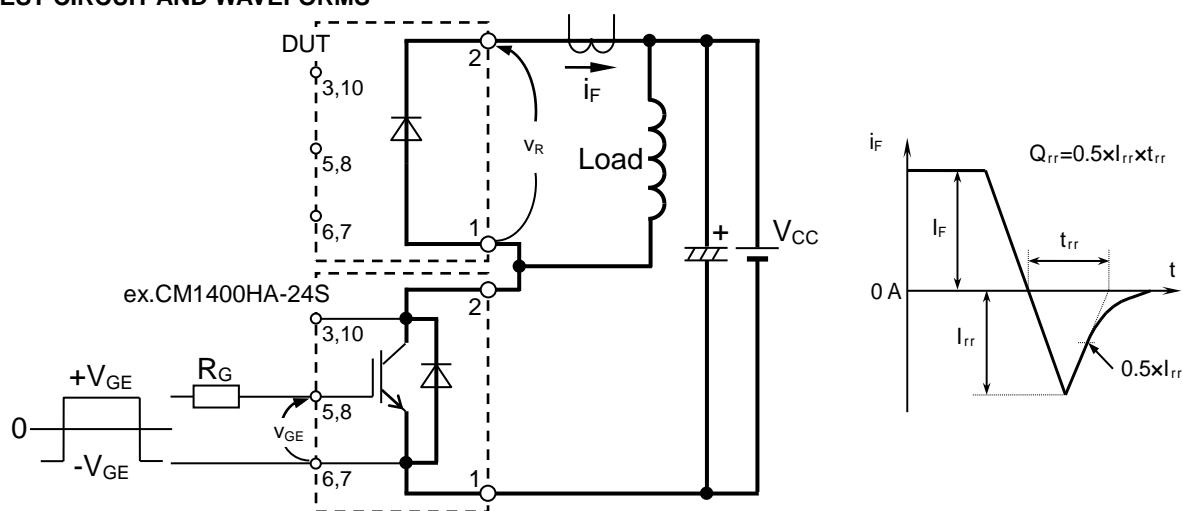 TEST CIRCUIT AND WAVEFORMS
DUT
2
3,10
iF
vR
5,8
Load
6,7
1
+
VCC
ex.CM1400HA-24S
2
3,10
+VGE
RG
0
5,8
vGE
-VGE
6,7
1
iF
Qrr=0.5×Irr×trr
IF
trr
t
0 A
Irr
0.5×Irr